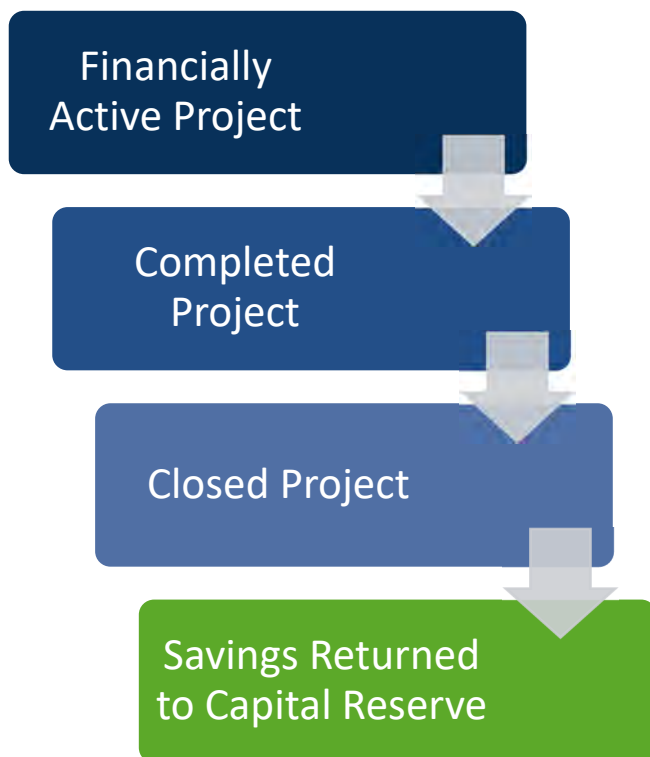 Financially
Active Project
Completed
Project
Closed Project
Savings Returned
to Capital Reserve